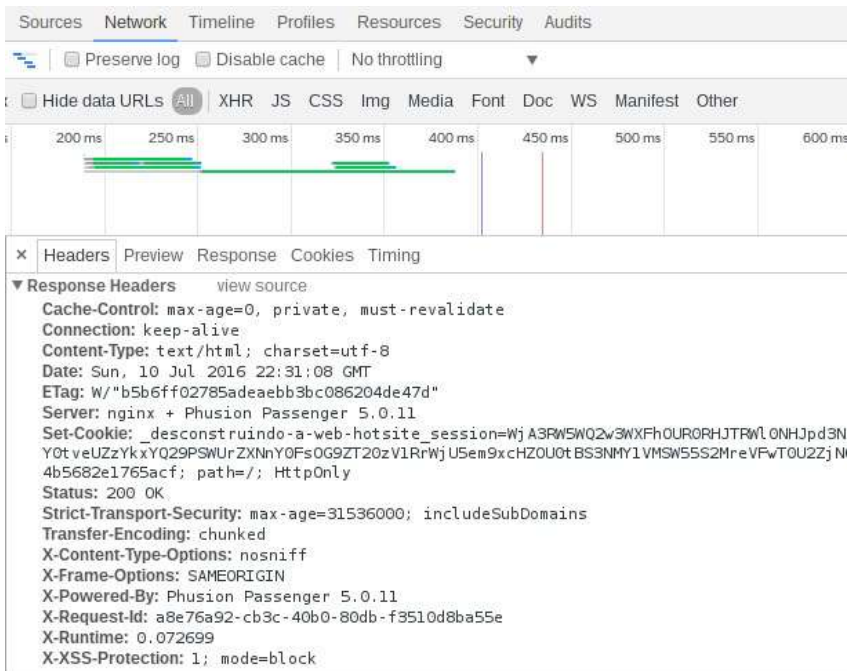 Sources Network Timeline Profiles Resources Security Audits
Preserve log Disable cache No throttling
Hide data URLs All XHR JS CSS Img Media Font Doc WS Manifest Other
200 ms 250 ms 300 ms 350 ms 400 ms 450 ms 500 ms 550 ms 600 ms
× Headers Preview Response Cookies Timing
Response Headers view source
Cache-Control: max-age=0, private, must-revalidate
Connection: keep-alive
Content-Type: text/html; charset=utf-8
Date: Sun, 10 Jul 2016 22:31:08 GMT
ETag: W/"b5b6ff02785adeaebb3bc086204de47d"
Server: nginx + Phusion Passenger 5.0.11
Set-Cookie:
4b5682e1765acf; path=/; HttpOnly
Status: 200 OK
Strict-Transport-Security: max-age=31536000; includeSubDomains
Transfer-Encoding: chunked
X-Content-Type-Options: nosniff
X-Frame-Options: SAMEORIGIN
X-Powered-By: Phusion Passenger 5.0.11
X-Request-Id: a8e76a92-cb3c-40b0-80db-f3510d8ba55e
X-Runtime: 0.072699
X-XSS-Protection: 1; mode=block